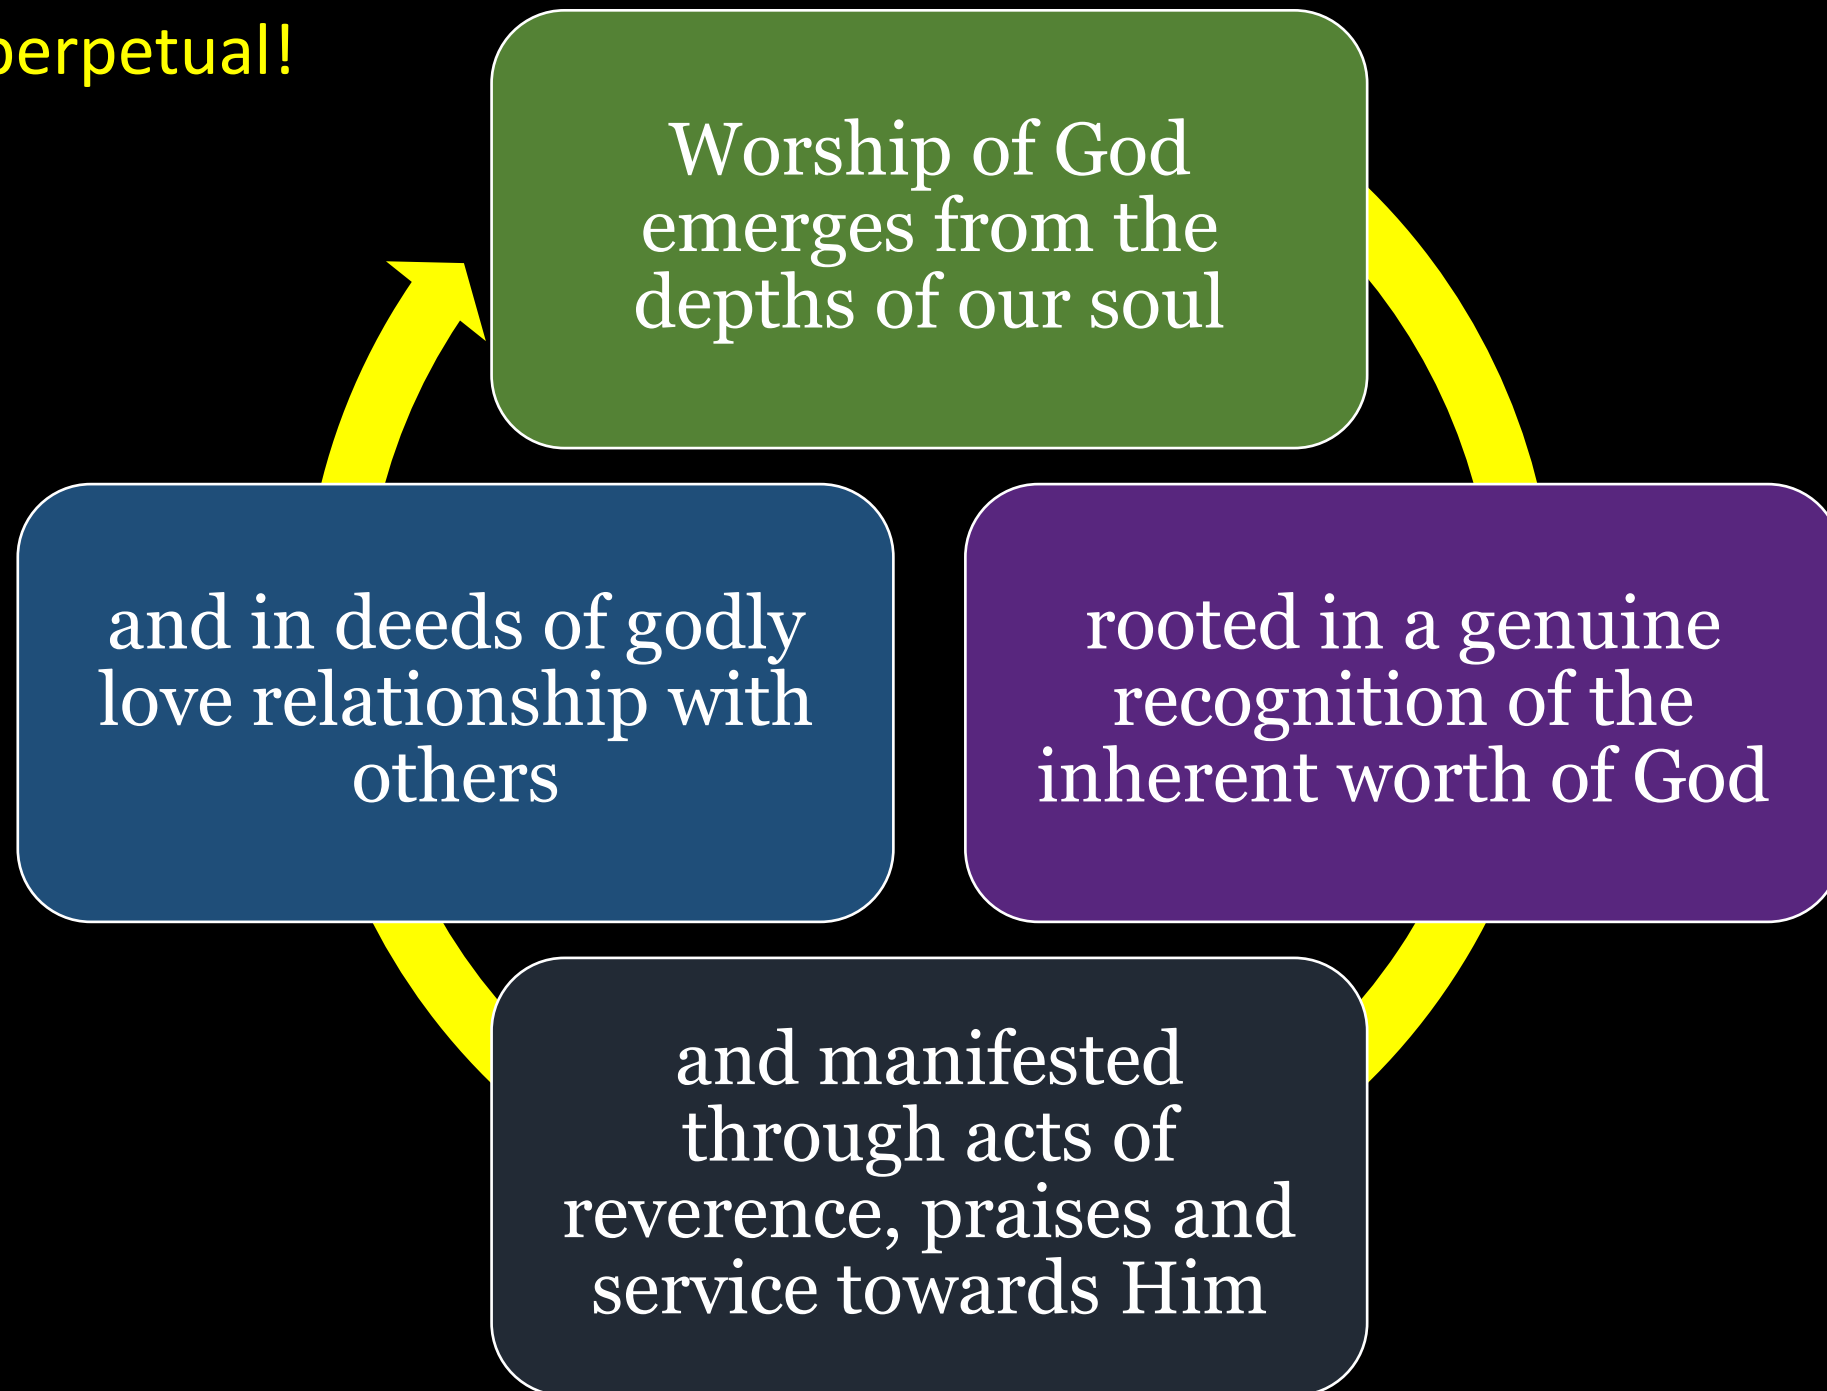 perpetual!
Worship of God
emerges from the
depths of our soul
rooted in a genuine
recognition of the
inherent worth of God
and manifested
through acts of
reverence, praises and
service towards Him
and in deeds of godly
love relationship with
others